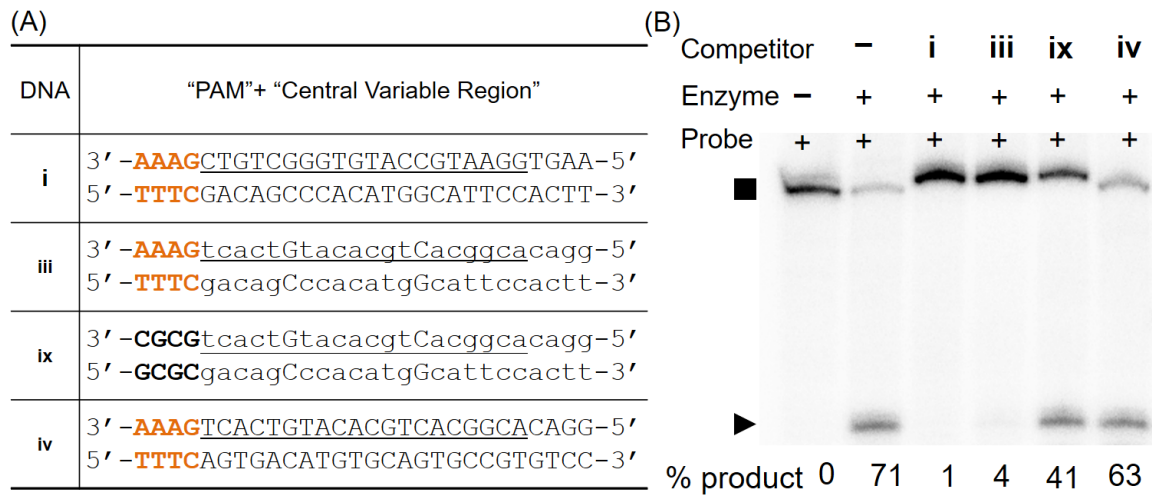 (A)
DNA "PAM"+ "Central Variable Region"
i
3′-AAAGCTGTCGGGTGTACCGTAAGGTGAA-5′
5′-TTTCGACAGCCCACATGGCATTCCACTT-3′
iii
3′-AAAGtcactGtacacgtCacggcacagg-5′
5′-TTTCgacagCccacatgGcattccactt-3′
ix
3′-CGCGtcactGtacacgtCacggcacagg-5′
5′-GCGCgacagCccacatgGcattccactt-3′
iv
3′-AAAGTCACTGTACACGTCACGGCACAGG-5′
5′-TTTCAGTGACATGTGCAGTGCCGTGTCC-3′
(B)
Competitor – i iii ix iv
Enzyme – + + + + +
Probe + + + + + +
% product 0 71 1 4 41 63